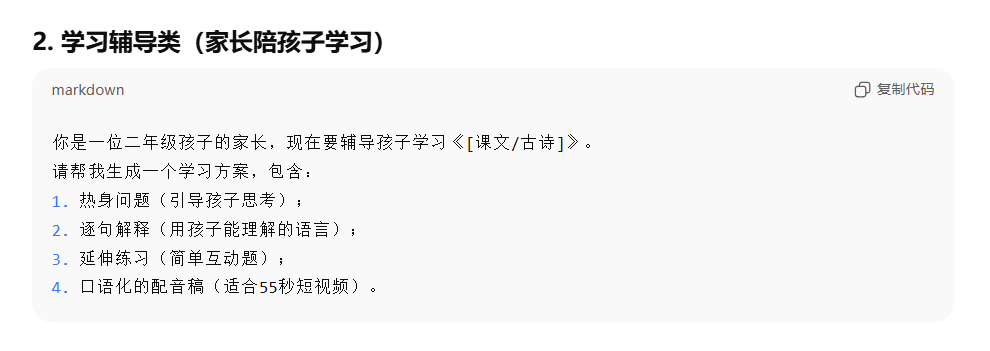 2. 学习辅导类（家长陪孩子学习）
markdown 复制代码
你是一位二年级孩子的家长，现在要辅导孩子学习《[课文/古诗]》。
请帮我生成一个学习方案，包含：
1. 热身问题（引导孩子思考）；
2. 逐句解释（用孩子能理解的语言）；
3. 延伸练习（简单互动题）；
4. 口语化的配音稿（适合55秒短视频）。